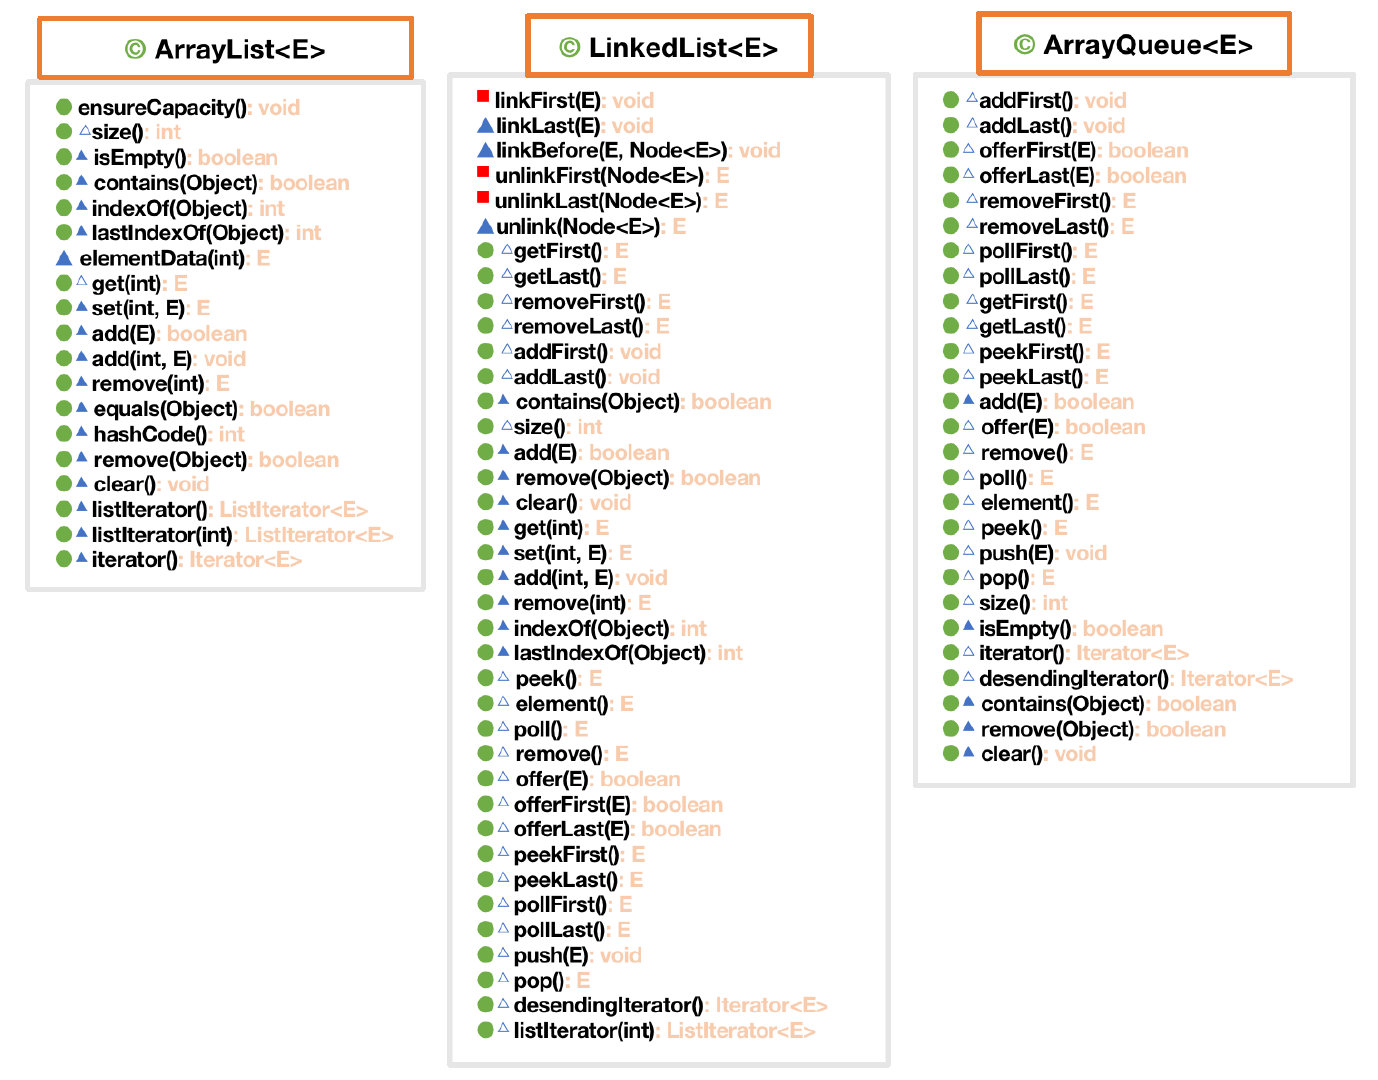 © ArrayList<E>
ensureCapacity(): void
size(): int
isEmpty(): boolean
contains(Object): boolean
indexOf(Object): int
lastIndexOf(Object): int
elementData(int): E
get(int): E
set(int, E): E
add(E): boolean
add(int, E): void
remove(int): E
equals(Object): boolean
hashCode(): int
remove(Object): boolean
clear(): void
listIterator(): ListIterator<E>
listIterator(int): ListIterator<E>
iterator(): Iterator<E>
© LinkedList<E>
linkFirst(E): void
linkLast(E): void
linkBefore(E, Node<E>): void
unlinkFirst(Node<E>): E
unlinkLast(Node<E>): E
unlink(Node<E>): E
getFirst(): E
getLast(): E
removeFirst(): E
removeLast(): E
addFirst(): void
addLast(): void
contains(Object): boolean
size(): int
add(E): boolean
remove(Object): boolean
clear(): void
get(int): E
set(int, E): E
add(int, E): void
remove(int): E
indexOf(Object): int
lastIndexOf(Object): int
peek(): E
element(): E
poll(): E
remove(): E
offer(E): boolean
offerFirst(E): boolean
offerLast(E): boolean
peekFirst(): E
peekLast(): E
pollFirst(): E
pollLast(): E
push(E): void
pop(): E
desendingIterator(): Iterator<E>
listIterator(int): ListIterator<E>
© ArrayQueue<E>
addFirst(): void
addLast(): void
offerFirst(E): boolean
offerLast(E): boolean
removeFirst(): E
removeLast(): E
pollFirst(): E
pollLast(): E
getFirst(): E
getLast(): E
peekFirst(): E
peekLast(): E
add(E): boolean
offer(E): boolean
remove(): E
poll(): E
element(): E
peek(): E
push(E): void
pop(): E
size(): int
isEmpty(): boolean
iterator(): Iterator<E>
desendingIterator(): Iterator<E>
contains(Object): boolean
remove(Object): boolean
clear(): void